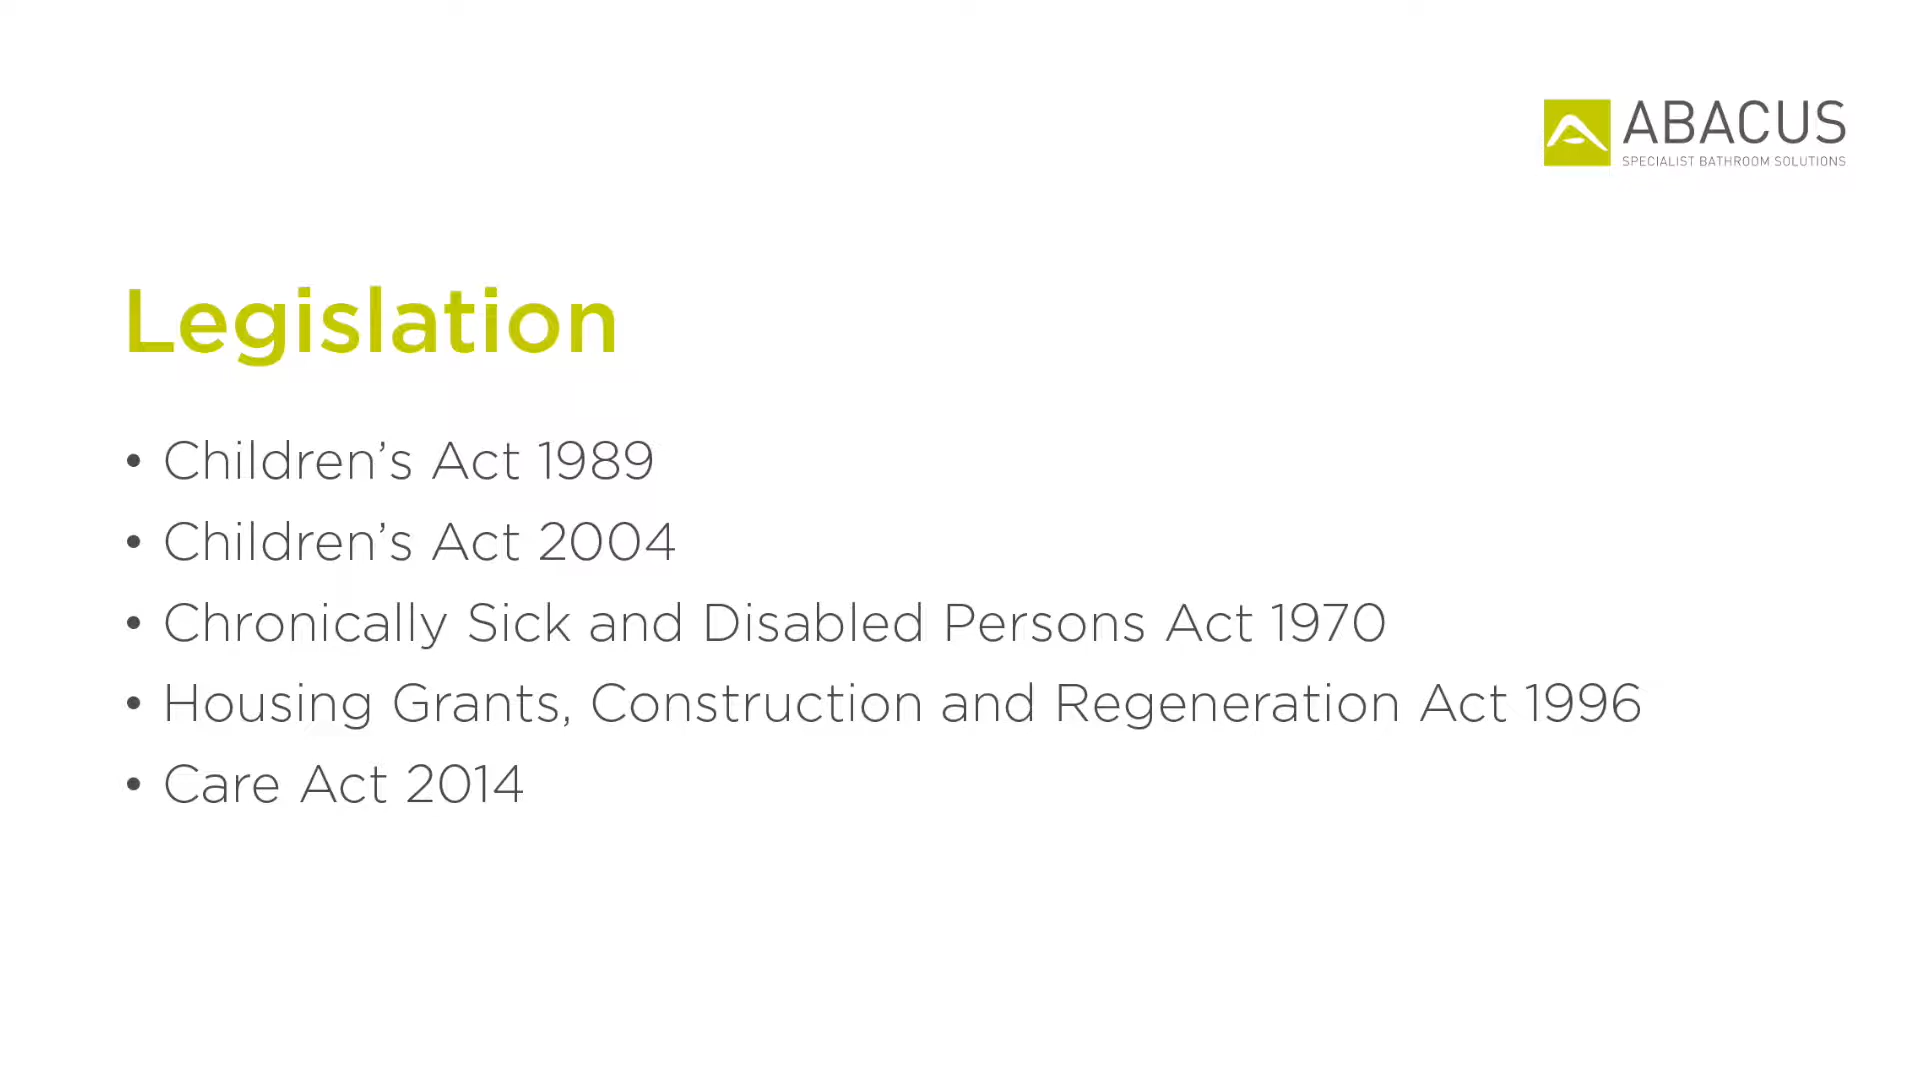 ABACUS
SPECIALIST BATHROOM SOLUTIONS
Legislation
• Children’s Act 1989
• Children’s Act 2004
• Chronically Sick and Disabled Persons Act 1970
• Housing Grants, Construction and Regeneration Act 1996
• Care Act 2014